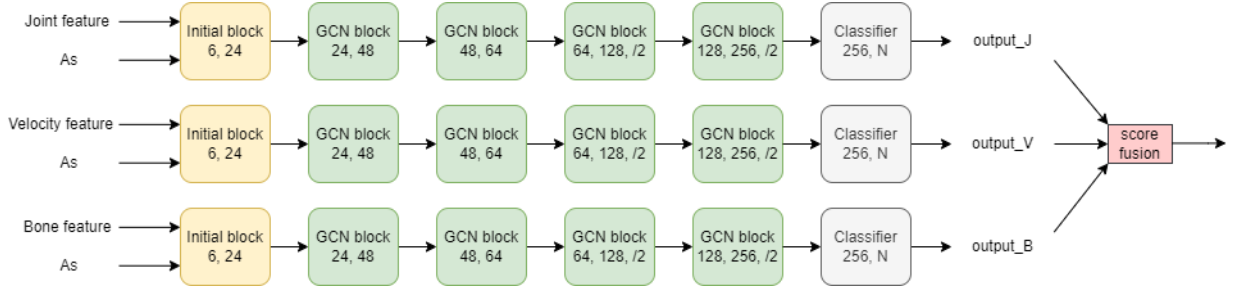 Joint feature
As
Initial block
6, 24
GCN block
24, 48
GCN block
48, 64
GCN block
64, 128, /2
GCN block
128, 256, /2
Classifier
256, N
output_J
Velocity feature
As
Initial block
6, 24
GCN block
24, 48
GCN block
48, 64
GCN block
64, 128, /2
GCN block
128, 256, /2
Classifier
256, N
output_V
score
fusion
Bone feature
As
Initial block
6, 24
GCN block
24, 48
GCN block
48, 64
GCN block
64, 128, /2
GCN block
128, 256, /2
Classifier
256, N
output_B